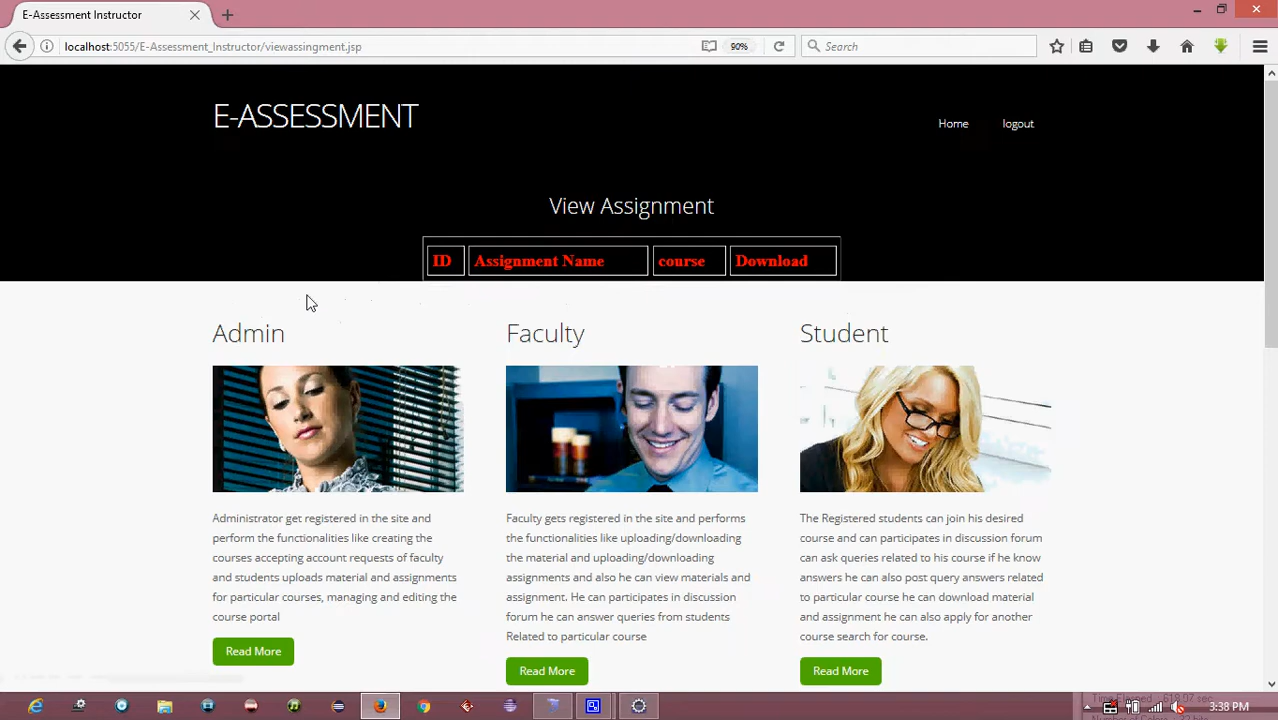 E-Assessment Instructor
localhost:5055/E-Assessment_Instructor/viewassingment.jsp
90%
Search
E-ASSESSMENT
Home
logout
View Assignment
ID
Assignment Name
course
Download
Admin
Faculty
Student
Administrator get registered in the site and
perform the functionalities like creating the
courses accepting account requests of faculty
and students uploads material and assignments
for particular courses, managing and editing the
course portal
Read More
Faculty gets registered in the site and performs
the functionalities like uploading/downloading
the material and uploading/downloading
assignments and also he can view materials and
assignment. He can participates in discussion
forum he can answer queries from students
Related to particular course
Read More
The Registered students can join his desired
course and can participates in discussion forum
can ask queries related to his course if he know
answers he can also post query answers related
to particular course he can download material
and assignment he can also apply for another
course search for course.
Read More
Time Elapsed 618.97 sec
3:38 PM